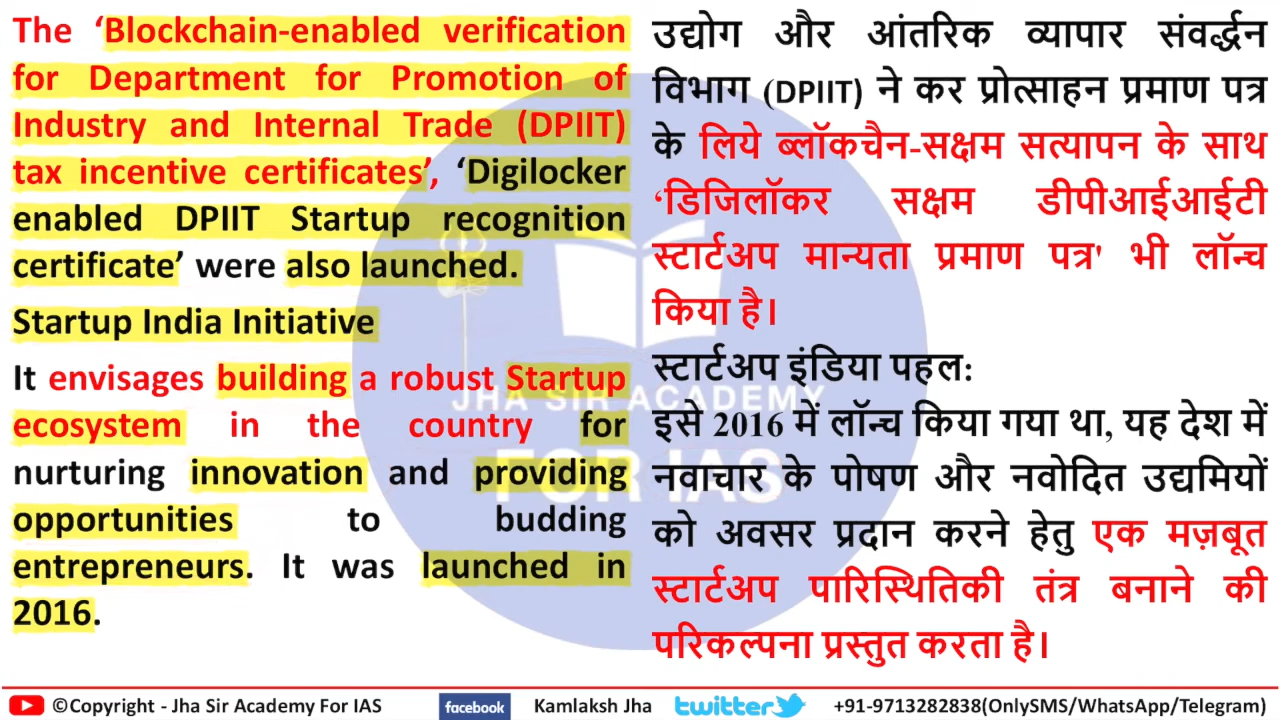 The ‘Blockchain-enabled verification
for Department for Promotion of
Industry and Internal Trade (DPIIT)
tax incentive certificates’, ‘Digilocker
enabled DPIIT Startup recognition
certificate’ were also launched.
Startup India Initiative
It envisages building a robust Startup
ecosystem in the country for
nurturing innovation and providing
opportunities to budding
entrepreneurs. It was launched in
2016.
उद्योग और आंतरिक व्यापार संवर्द्धन
विभाग (DPIIT) ने कर प्रोत्साहन प्रमाण पत्र
के लिये ब्लॉकचैन-सक्षम सत्यापन के साथ
‘डिजिलॉकर सक्षम डीपीआईआईटी
स्टार्टअप मान्यता प्रमाण पत्र' भी लॉन्च
किया है।
स्टार्टअप इंडिया पहल:
इसे 2016 में लॉन्च किया गया था, यह देश में
नवाचार के पोषण और नवोदित उद्यमियों
को अवसर प्रदान करने हेतु एक मज़बूत
स्टार्टअप पारिस्थितिकी तंत्र बनाने की
परिकल्पना प्रस्तुत करता है।
JHA SIR ACADEMY
FOR IAS
©Copyright - Jha Sir Academy For IAS facebook Kamlaksh Jha twitter +91-9713282838(OnlySMS/WhatsApp/Telegram)